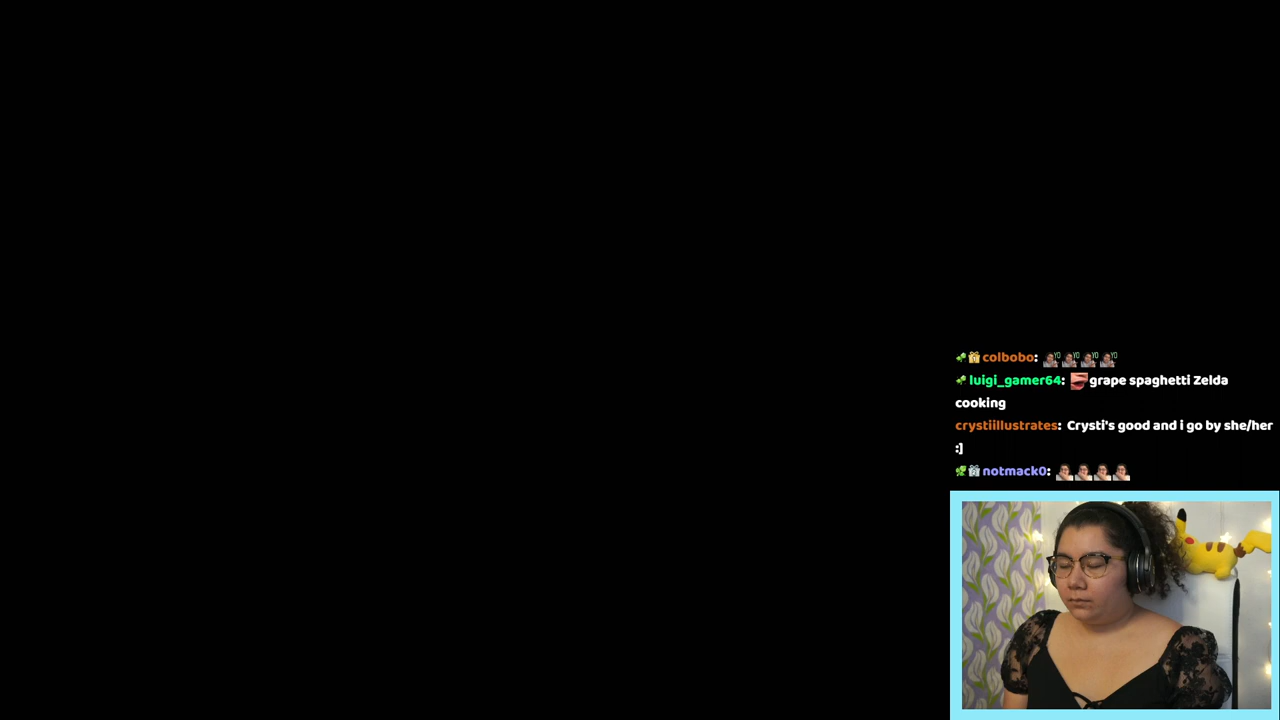 colbobo:
luigi_gamer64: grape spaghetti Zelda
cooking
crystiillustrates: Crysti's good and i go by she/her
:]
notmack0: